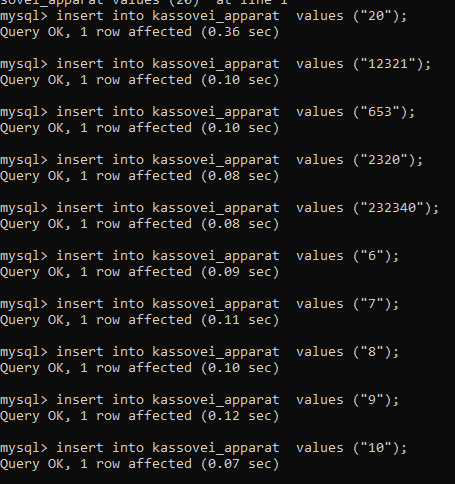 sovei_apparat values (20)' at line 1
mysql> insert into kassovei_apparat  values ("20");
Query OK, 1 row affected (0.36 sec)
mysql> insert into kassovei_apparat  values ("12321");
Query OK, 1 row affected (0.10 sec)
mysql> insert into kassovei_apparat  values ("653");
Query OK, 1 row affected (0.10 sec)
mysql> insert into kassovei_apparat  values ("2320");
Query OK, 1 row affected (0.08 sec)
mysql> insert into kassovei_apparat  values ("232340");
Query OK, 1 row affected (0.08 sec)
mysql> insert into kassovei_apparat  values ("6");
Query OK, 1 row affected (0.09 sec)
mysql> insert into kassovei_apparat  values ("7");
Query OK, 1 row affected (0.11 sec)
mysql> insert into kassovei_apparat  values ("8");
Query OK, 1 row affected (0.10 sec)
mysql> insert into kassovei_apparat  values ("9");
Query OK, 1 row affected (0.12 sec)
mysql> insert into kassovei_apparat  values ("10");
Query OK, 1 row affected (0.07 sec)